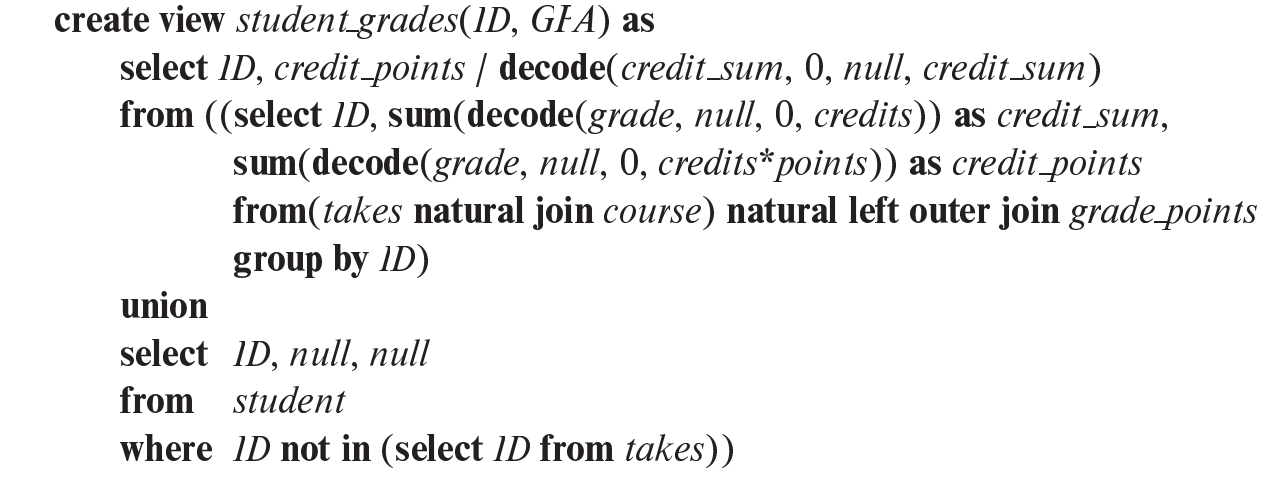 create view student_grades(ID, GPA) as
select ID, credit_points / decode(credit_sum, 0, null, credit_sum)
from ((select ID, sum(decode(grade, null, 0, credits)) as credit_sum,
sum(decode(grade, null, 0, credits*points)) as credit_points
from(takes natural join course) natural left outer join grade_points
group by ID)
union
select ID, null, null
from student
where ID not in (select ID from takes))